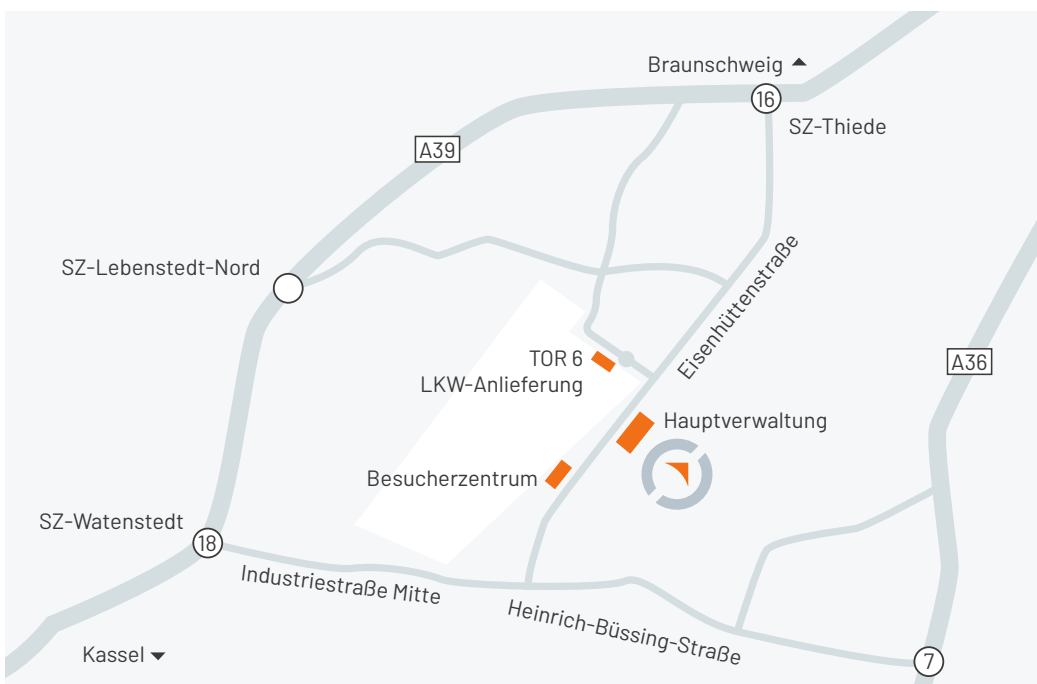 Braunschweig
16
SZ-Thiede
A39
SZ-Lebenstedt-Nord
Eisenhüttenstraße
TOR 6
LKW-Anlieferung
A36
Hauptverwaltung
Besucherzentrum
SZ-Watenstedt
18
Industriestraße Mitte
Heinrich-Büssing-Straße
Kassel
7